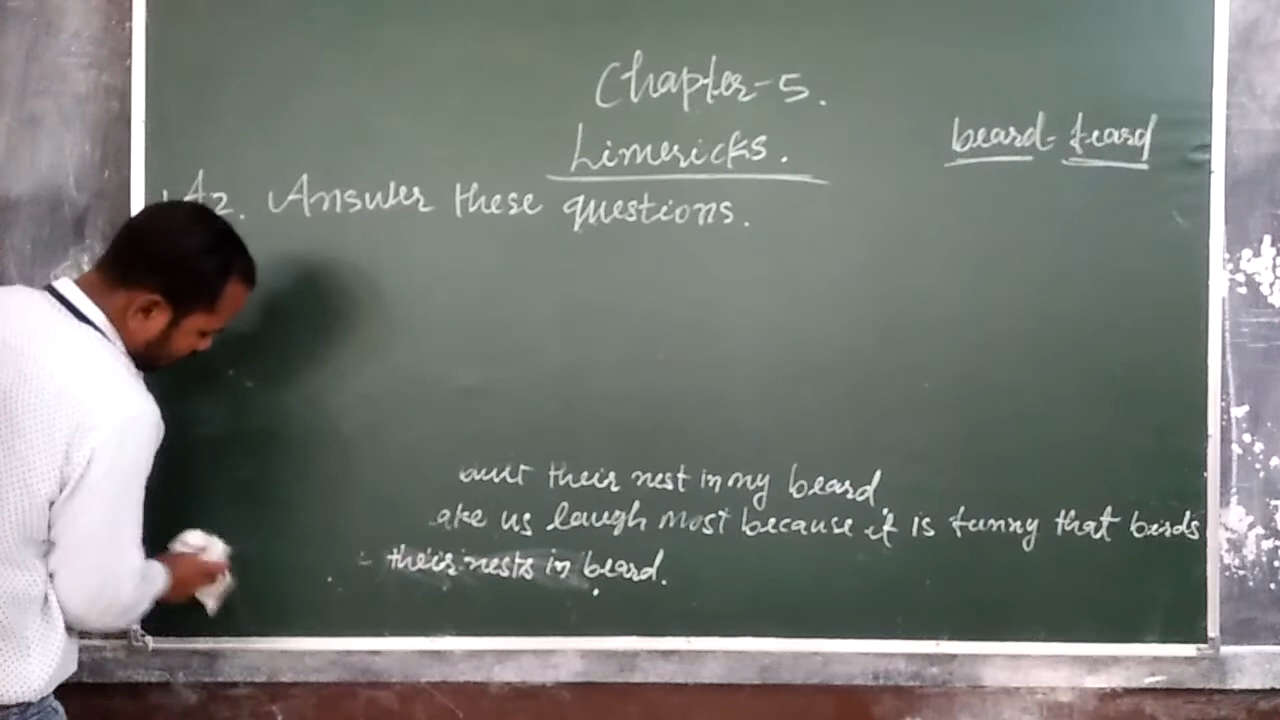 Chapter-5.
Limericks.
beard- feard
A2. Answer these questions.
their nest in my beard
us laugh most because it is funny that birds
their nests in beard.